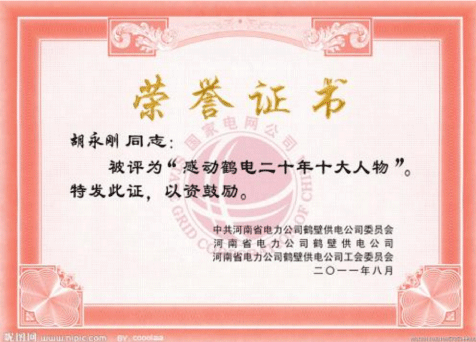 荣誉证书
胡永刚 同志：
被评为“感动鹤电二十年十大人物”。
特发此证，以资鼓励。
国家电网公司
STATE GRID CORPORATION OF CHINA
中共河南省电力公司鹤壁供电公司委员会
河南省电力公司鹤壁供电公司
河南省电力公司鹤壁供电公司工会委员会
二〇一一年八月
昵图网 www.nipic.com